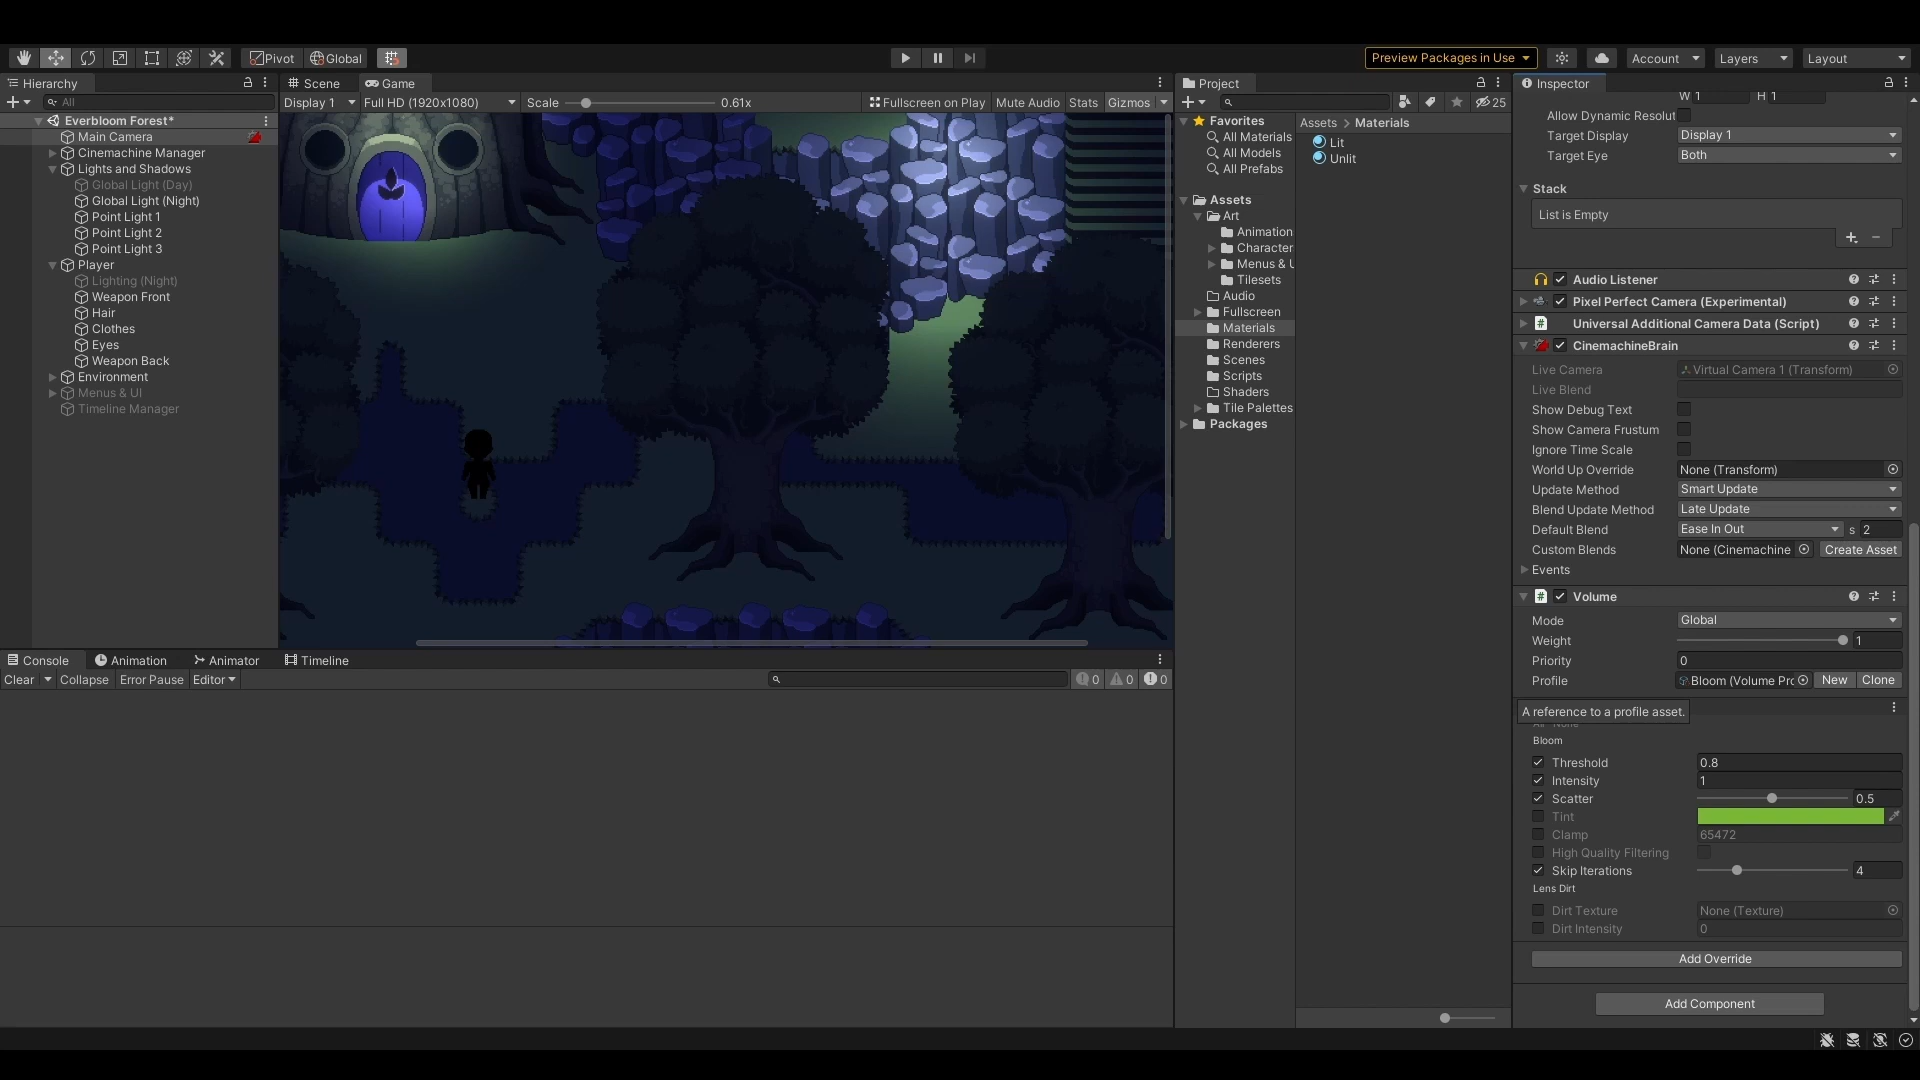 Pivot
Global
Preview Packages in Use
Account
Layers
Layout
Hierarchy
All
Everbloom Forest*
Main Camera
Cinemachine Manager
Lights and Shadows
Global Light (Day)
Global Light (Night)
Point Light 1
Point Light 2
Point Light 3
Player
Lighting (Night)
Weapon Front
Hair
Clothes
Eyes
Weapon Back
Environment
Menus & UI
Timeline Manager
Scene
Game
Display 1
Full HD (1920x1080)
Scale
0.61x
Fullscreen on Play
Mute Audio
Stats
Gizmos
Console
Animation
Animator
Timeline
Clear
Collapse
Error Pause
Editor
0
0
0
Project
25
Favorites
All Materials
All Models
All Prefabs
Assets
Art
Animation
Character
Menus & U
Tilesets
Audio
Fullscreen
Materials
Renderers
Scenes
Scripts
Shaders
Tile Palettes
Packages
Assets > Materials
Lit
Unlit
Inspector
W 1 H 1
Allow Dynamic Resolut
Target Display Display 1
Target Eye Both
Stack
List is Empty
Audio Listener
Pixel Perfect Camera (Experimental)
# Universal Additional Camera Data (Script)
CinemachineBrain
Live Camera Virtual Camera 1 (Transform)
Live Blend
Show Debug Text
Show Camera Frustum
Ignore Time Scale
World Up Override None (Transform)
Update Method Smart Update
Blend Update Method Late Update
Default Blend Ease In Out s 2
Custom Blends None (Cinemachine Create Asset
Events
# Volume
Mode Global
Weight 1
Priority 0
Profile Bloom (Volume Pro New Clone
A reference to a profile asset.
Bloom
Threshold 0.8
Intensity 1
Scatter 0.5
Tint
Clamp 65472
High Quality Filtering
Skip Iterations 4
Lens Dirt
Dirt Texture None (Texture)
Dirt Intensity 0
Add Override
Add Component